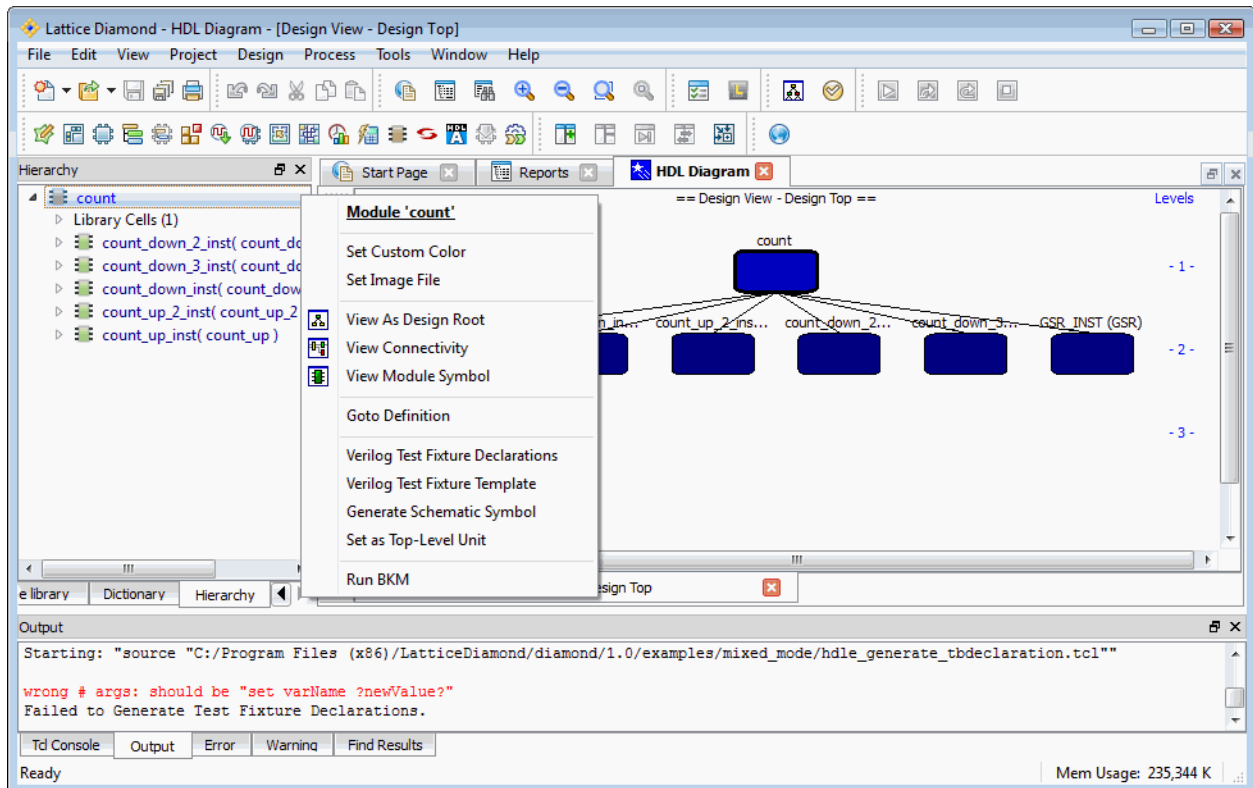 Lattice Diamond - HDL Diagram - [Design View - Design Top]
File Edit View Project Design Process Tools Window Help
Hierarchy
Start Page
Reports
HDL Diagram
count
Library Cells (1)
count_down_2_inst( count_dc
count_down_3_inst( count_dc
count_down_inst( count_dow
count_up_2_inst( count_up_2
count_up_inst( count_up )
Module 'count'
Set Custom Color
Set Image File
View As Design Root
View Connectivity
View Module Symbol
Goto Definition
Verilog Test Fixture Declarations
Verilog Test Fixture Template
Generate Schematic Symbol
Set as Top-Level Unit
Run BKM
== Design View - Design Top ==
Levels
count
- 1 -
n_in... count_up_2_ins... count_down_2... count_down_3... GSR_INST (GSR)
- 2 -
- 3 -
e library Dictionary Hierarchy
esign Top
Output
Starting: "source "C:/Program Files (x86)/LatticeDiamond/diamond/1.0/examples/mixed_mode/hdle_generate_tbdeclaration.tcl""
wrong # args: should be "set varName ?newValue?"
Failed to Generate Test Fixture Declarations.
Tcl Console Output Error Warning Find Results
Ready
Mem Usage: 235,344 K